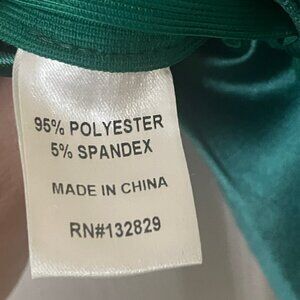 95% POLYESTER
5% SPANDEX
MADE IN CHINA
RN#132829